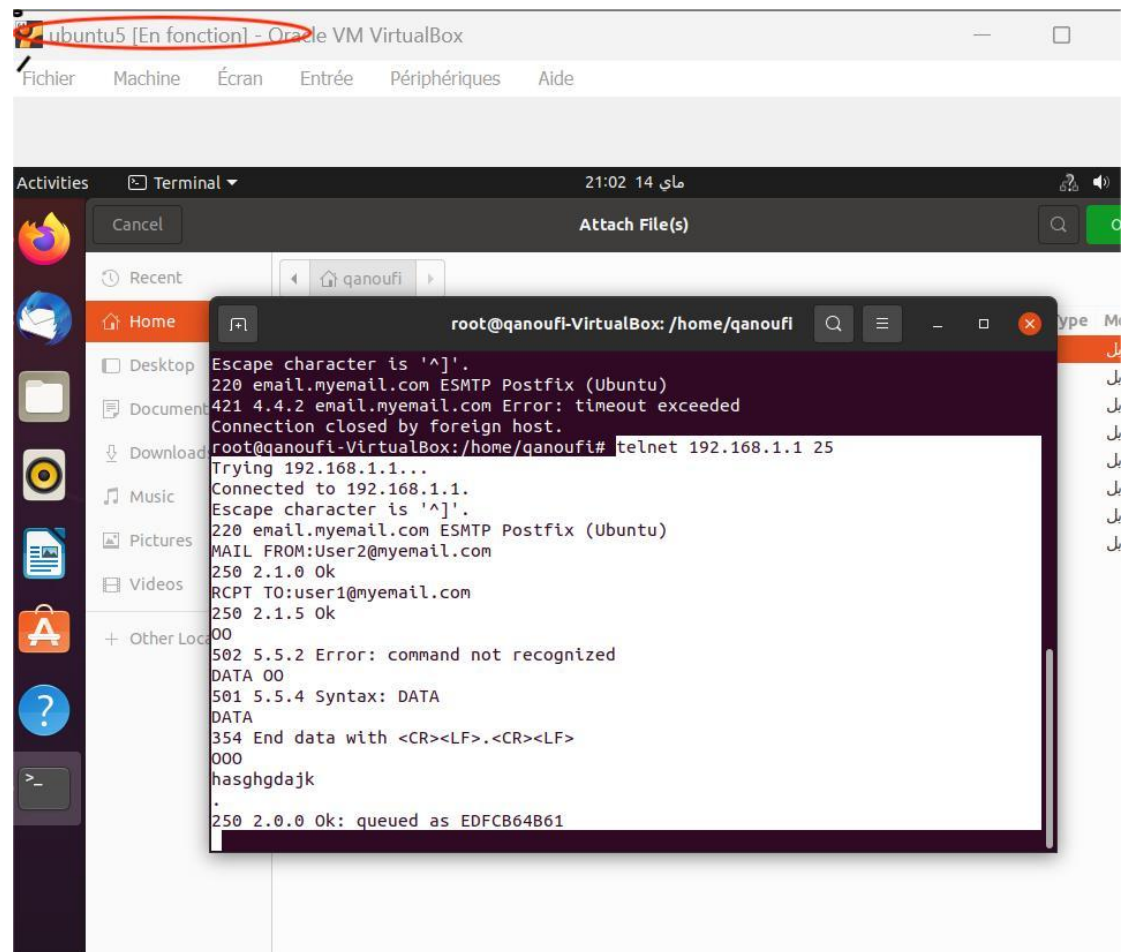 ubuntu5 [En fonction] - Oracle VM VirtualBox
Fichier Machine Écran Entrée Périphériques Aide
Activities Terminal 21:02 14 ماي
Cancel Attach File(s)
Recent qanoufi
Home
Desktop
Document
Download
Music
Pictures
Videos
+ Other Loc
root@qanoufi-VirtualBox: /home/qanoufi
Escape character is '^]'.
220 email.myemail.com ESMTP Postfix (Ubuntu)
421 4.4.2 email.myemail.com Error: timeout exceeded
Connection closed by foreign host.
root@qanoufi-VirtualBox:/home/qanoufi# telnet 192.168.1.1 25
Trying 192.168.1.1...
Connected to 192.168.1.1.
Escape character is '^]'.
220 email.myemail.com ESMTP Postfix (Ubuntu)
MAIL FROM:User2@myemail.com
250 2.1.0 Ok
RCPT TO:user1@myemail.com
250 2.1.5 Ok
OO
502 5.5.2 Error: command not recognized
DATA OO
501 5.5.4 Syntax: DATA
DATA
354 End data with <CR><LF>.<CR><LF>
OOO
hasghgdajk
.
250 2.0.0 Ok: queued as EDFCB64B61